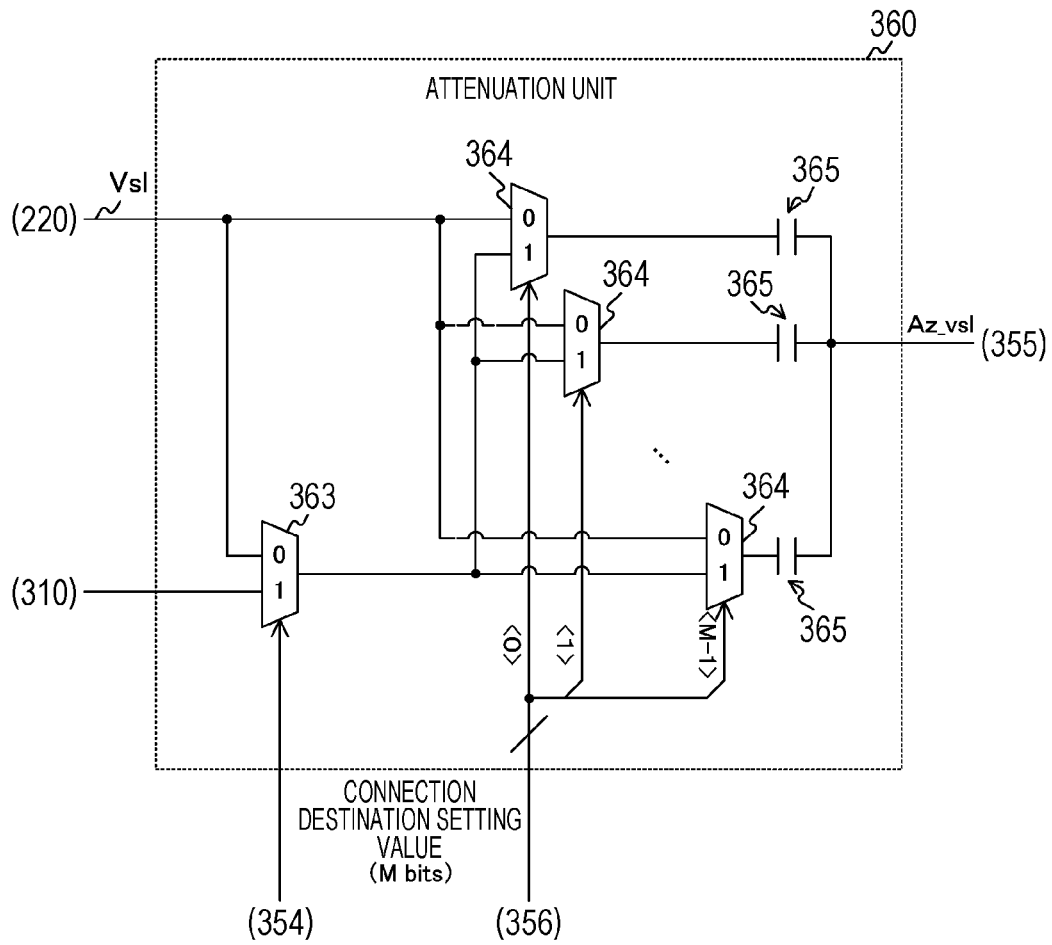 360
ATTENUATION UNIT
364
365
Vsl
(220)
0
1
364
365
0
1
Az_vsl
(355)
363
364
0
1
0
1
(310)
365
<0>
<1>
<M-1>
CONNECTION
DESTINATION SETTING
VALUE
(M bits)
(354)
(356)